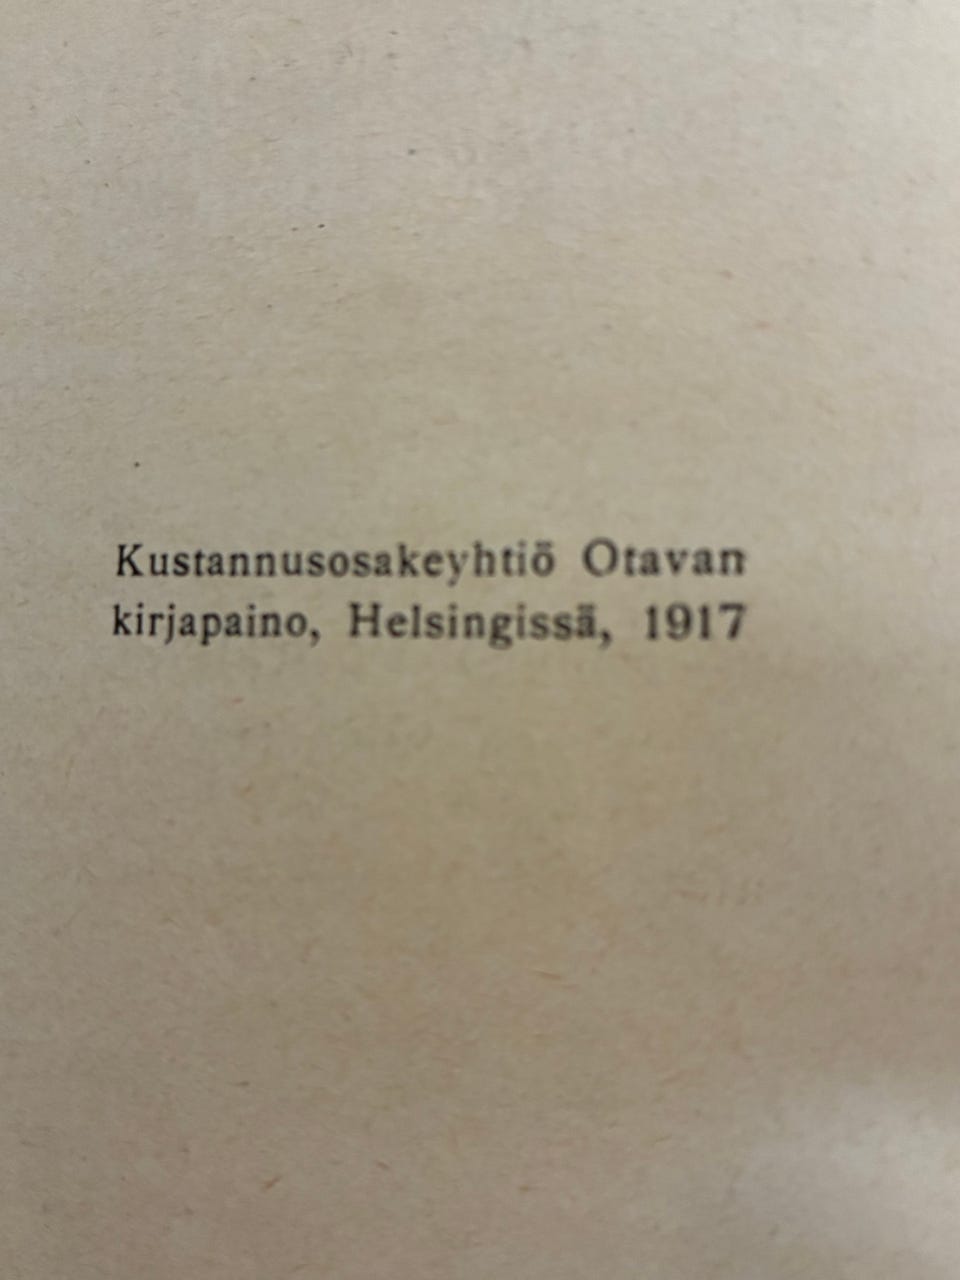 Kustannusosakeyhtiö Otavan
kirjapaino, Helsingissä, 1917